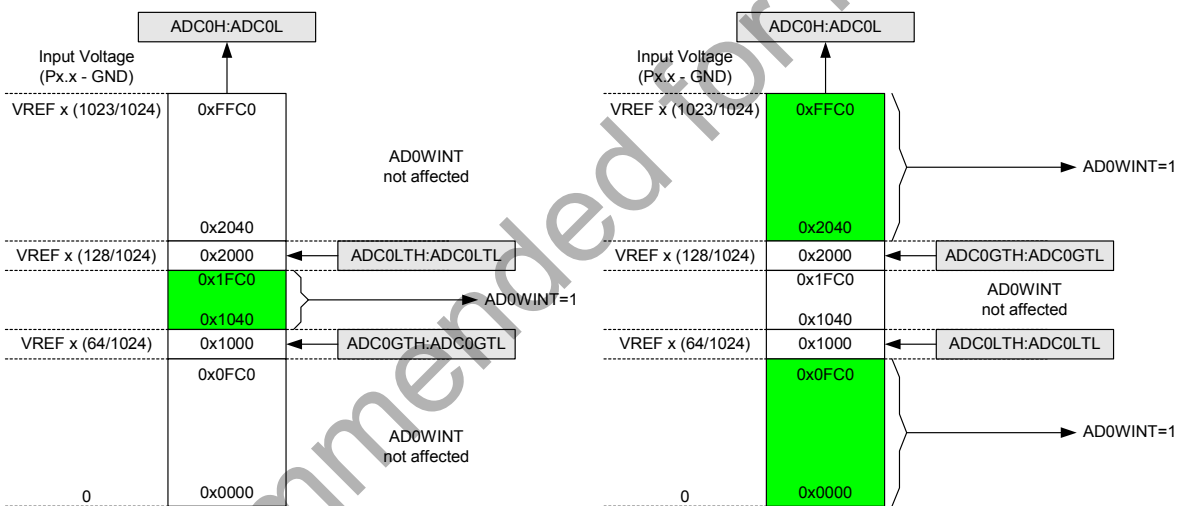 ADC0H:ADC0L
Input Voltage
(Px.x - GND)
VREF x (1023/1024)
0xFFC0
AD0WINT
not affected
0x2040
VREF x (128/1024)
0x2000
ADC0LTH:ADC0LTL
0x1FC0
AD0WINT=1
0x1040
VREF x (64/1024)
0x1000
ADC0GTH:ADC0GTL
0x0FC0
AD0WINT
not affected
0
0x0000
ADC0H:ADC0L
Input Voltage
(Px.x - GND)
VREF x (1023/1024)
0xFFC0
AD0WINT=1
0x2040
VREF x (128/1024)
0x2000
ADC0GTH:ADC0GTL
0x1FC0
AD0WINT
not affected
0x1040
VREF x (64/1024)
0x1000
ADC0LTH:ADC0LTL
0x0FC0
AD0WINT=1
0
0x0000
mmended for